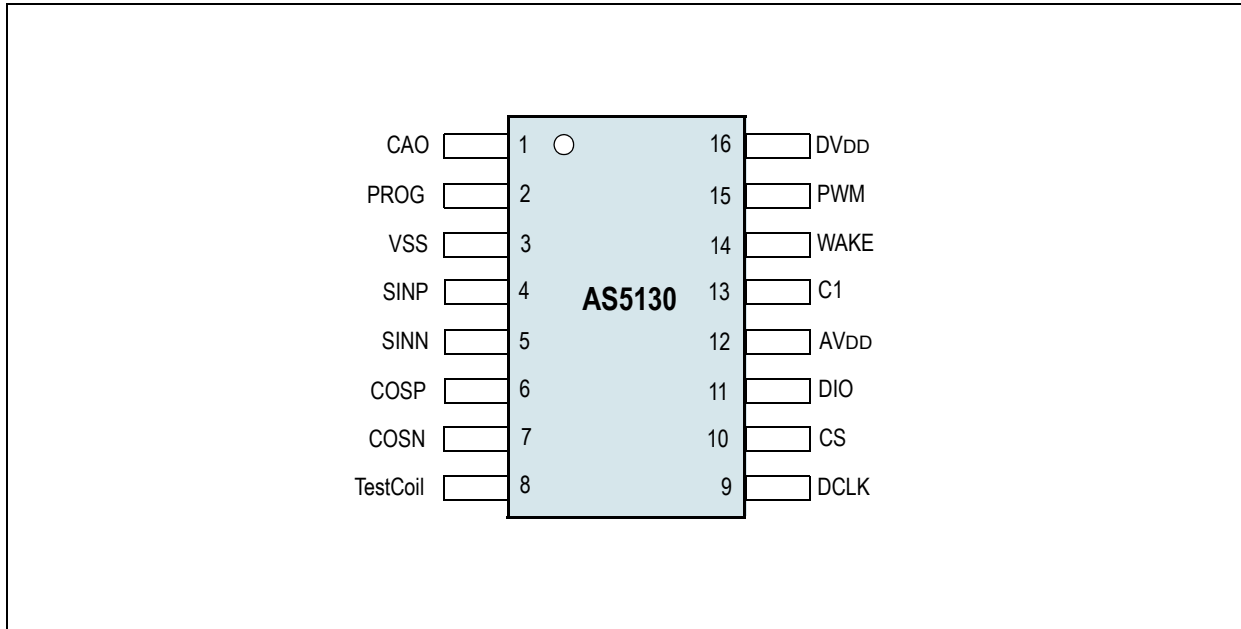 CAO 1 16 DVDD
PROG 2 15 PWM
VSS 3 14 WAKE
SINP 4 AS5130 13 C1
SINN 5 12 AVDD
COSP 6 11 DIO
COSN 7 10 CS
TestCoil 8 9 DCLK